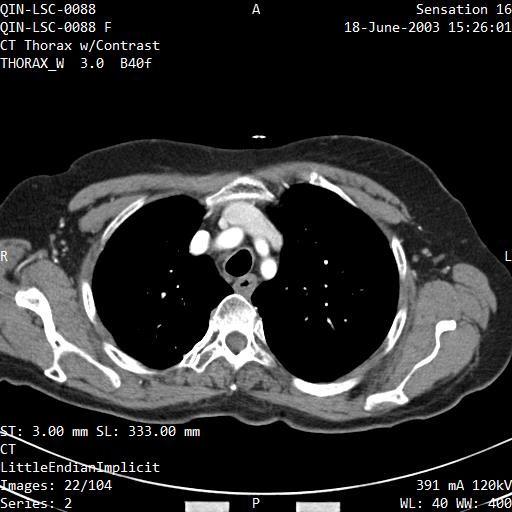 QIN-LSC-0088
A
Sensation 16
QIN-LSC-0088 F
18-June-2003 15:26:01
CT Thorax w/Contrast
THORAX_W 3.0 B40f
R
L
ST: 3.00 mm SL: 333.00 mm
CT
LittleEndianImplicit
Images: 22/104
391 mA 120kV
Series: 2
P
WL: 40 WW: 400